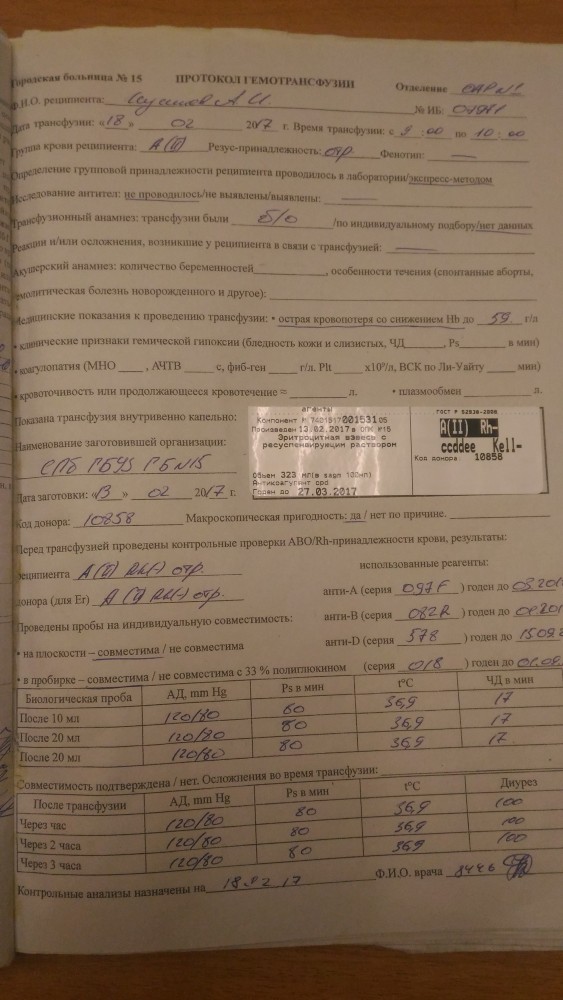 Городская больница № 15 ПРОТОКОЛ ГЕМОТРАНСФУЗИИ Отделение
Ф.И.О. реципиента: А.И. № ИБ:
Дата трансфузии: «18» 02 2017 г. Время трансфузии: с 9:00 по 10:00
Группа крови реципиента: А(II) Резус-принадлежность: отр. Фенотип: —
Определение групповой принадлежности реципиента проводилось в лаборатории/экспресс-методом
Исследование антител: не проводилось/не выявлены/выявлены: —
Трансфузионный анамнез: трансфузии были б/о /по индивидуальному подбору/нет данных
Реакции и/или осложнения, возникшие у реципиента в связи с трансфузией: —
Акушерский анамнез: количество беременностей , особенности течения (спонтанные аборты,
гемолитическая болезнь новорожденного и другое):
Медицинские показания к проведению трансфузии: • острая кровопотеря со снижением Hb до 59. г/л
• клинические признаки гемической гипоксии (бледность кожи и слизистых, ЧД , Ps в мин)
• коагулопатия (МНО , АЧТВ с, фиб-ген г/л. Plt х10⁹/л, ВСК по Ли-Уайту мин)
• кровоточивость или продолжающееся кровотечение ≈ л. • плазмообмен л.
Показана трансфузия внутривенно капельно:
агенты
Компонент № 05
Произведен 13.02.2017 в ОПК №15
Эритроцитная взвесь с
ресуспендирующим раствором
Объем 323 мл
Антикоагулянт cpd
Годен до 27.03.2017
ГОСТ Р 52938-2008
A(II) Rh-
ccddee Kell-
Код донора: 10858
Наименование заготовившей организации:
СПб ГБУЗ ГБ№15
Дата заготовки: «13» 02 2017 г.
Код донора: 10858 Макроскопическая пригодность: да / нет по причине.
Перед трансфузией проведены контрольные проверки АВО/Rh-принадлежности крови, результаты:
реципиента А(II) Rh(-) отр. использованные реагенты:
донора (для Er) А(II) Rh(-) отр. анти-А (серия 097F ) годен до
Проведены пробы на индивидуальную совместимость: анти-В (серия 082R ) годен до
анти-D (серия 578 ) годен до
• на плоскости – совместима / не совместима
• в пробирке – совместима / не совместима с 33 % полиглюкином (серия 018 ) годен до
Биологическая проба АД, mm Hg Ps в мин t°C ЧД в мин
После 10 мл 120/80 80 36,9 17
После 20 мл 120/80 80 36,9 17
После 20 мл 120/80 80 36,9 17
Совместимость подтверждена / нет. Осложнения во время трансфузии:
После трансфузии АД, mm Hg Ps в мин t°C Диурез
Через час 120/80 80 36,9 100
Через 2 часа 120/80 80 36,9 100
Через 3 часа 120/80 80 36,9 100
Контрольные анализы назначены на 18.02.17 Ф.И.О. врача